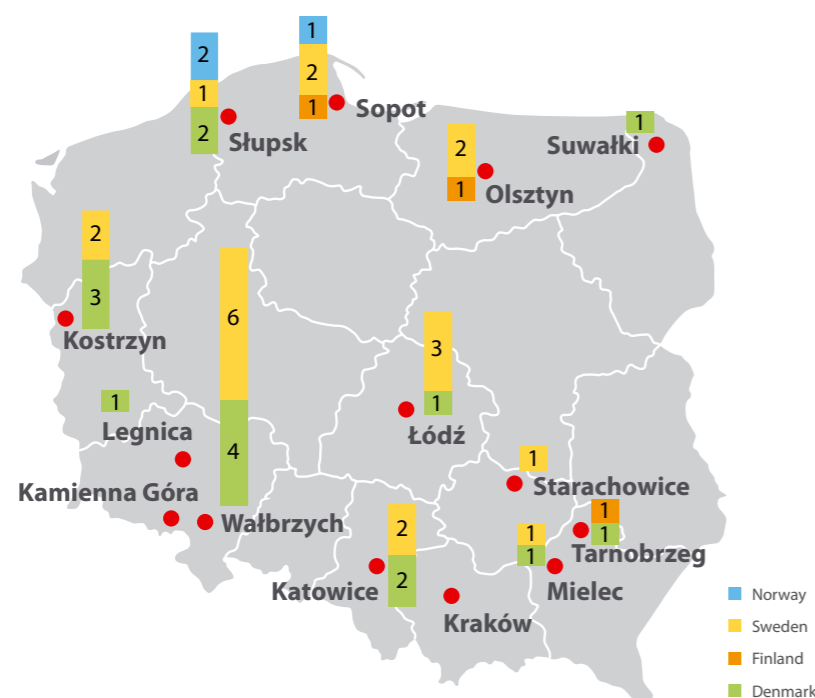 1
2
2
1
1
Sopot
1
2
Słupsk
1
Suwałki
2
1
Olsztyn
2
3
Kostrzyn
6
3
1
Łódź
1
Legnica
4
1
Starachowice
Kamienna Góra
Wałbrzych
2
2
Katowice
Kraków
1
1
Mielec
1
1
Tarnobrzeg
Norway
Sweden
Finland
Denmark